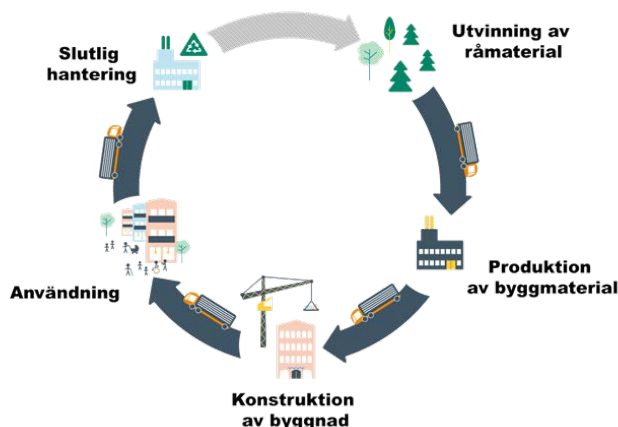 Slutlig
hantering
Utvinning av
råmaterial
Produktion
av byggmaterial
Konstruktion
av byggnad
Användning